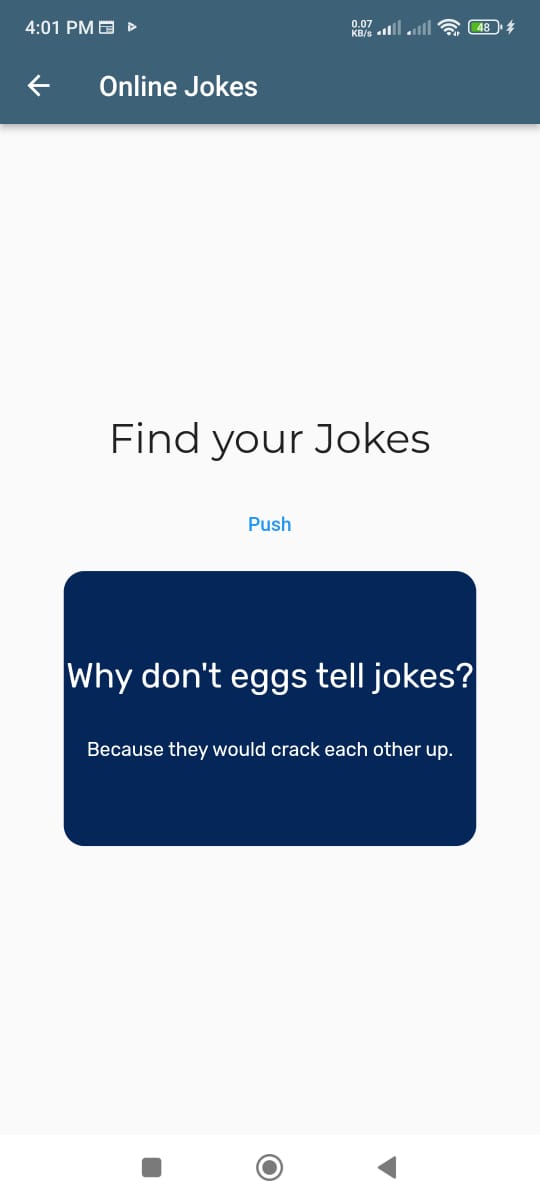 4:01 PM
0.07
KB/s
48
Online Jokes
Find your Jokes
Push
Why don't eggs tell jokes?
Because they would crack each other up.